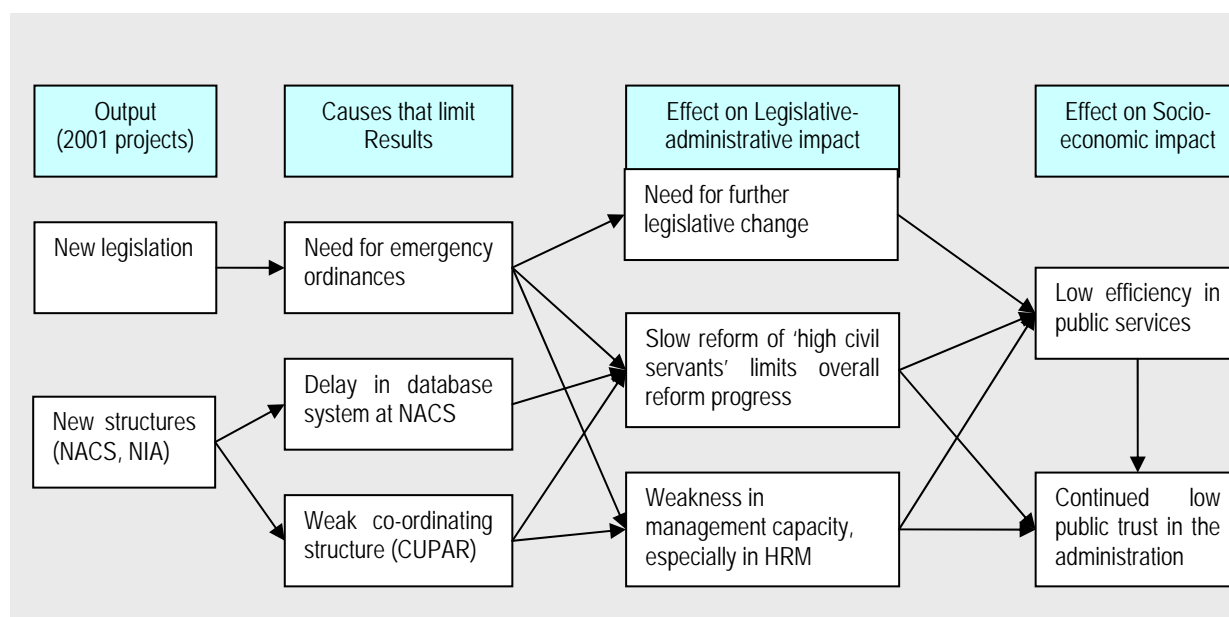 Output
(2001 projects)
Causes that limit
Results
Effect on Legislative-
administrative impact
Effect on Socio-
economic impact
New legislation
New structures
(NACS, NIA)
Need for emergency
ordinances
Delay in database
system at NACS
Weak co-ordinating
structure (CUPAR)
Need for further
legislative change
Slow reform of ‘high civil
servants’ limits overall
reform progress
Weakness in
management capacity,
especially in HRM
Low efficiency in
public services
Continued low
public trust in the
administration